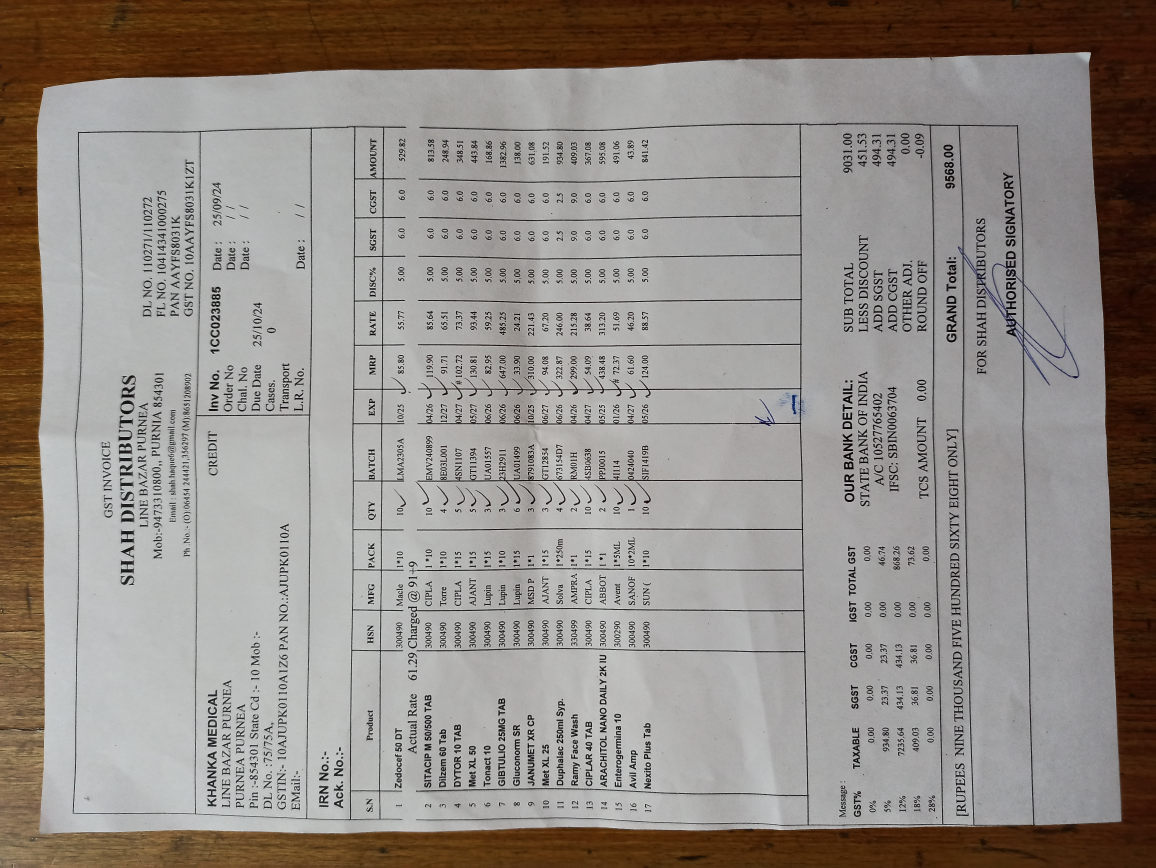 GST INVOICE
SHAH DISTRIBUTORS
LINE BAZAR PURNEA
Mob:-9473310800,, PURNIA 854301
Email : shah.haque6@gmail.com
Ph No.:- (O):06454 244421,356297 (M):8651208902
DL NO. 110271/110272
FL NO. 10414341000275
PAN AAYFS8031K
GST NO. 10AAYFS8031K1ZT
KHANKA MEDICAL
LINE BAZAR PURNEA
PURNEA PURNEA
Pin :-854301 State Cd :- 10 Mob :-
DL No. :75/75A,
GSTIN:- 10AJUPK0110A1Z6 PAN NO.:AJUPK0110A
EMail:-
CREDIT
Inv No. 1CC023885 Date : 25/09/24
Order No Date : / /
Chal. No Date : / /
Due Date 25/10/24
Cases. 0
Transport
L.R. No. Date : / /
IRN No.:-
Ack. No.:-
S.N Product HSN MFG PACK QTY BATCH EXP MRP RATE DISC% SGST CGST AMOUNT
1 Zedocef 50 DT 300490 Macle 1*10 10 LMA2305A 10/25 85.80 55.77 5.00 6.0 6.0 529.82
Actual Rate 61.29 Charged @ 91+9
2 SITACIP M 50/500 TAB 300490 CIPLA 1*10 10 EMV240899 04/26 119.90 85.64 5.00 6.0 6.0 813.58
3 Dilzem 60 Tab 300490 Torre 1*10 4 8E03L001 12/27 91.71 65.51 5.00 6.0 6.0 248.94
4 DYTOR 10 TAB 300490 CIPLA 1*15 5 4SN1107 04/27 # 102.72 73.37 5.00 6.0 6.0 348.51
5 Met XL 50 300490 AJANT 1*15 5 GT11394 05/27 130.81 93.44 5.00 6.0 6.0 443.84
6 Tonact 10 300490 Lupin 1*15 3 UA01557 06/26 82.95 59.25 5.00 6.0 6.0 168.86
7 GIBTULIO 25MG TAB 300490 Lupin 1*10 3 23H2911 06/26 647.00 485.25 5.00 6.0 6.0 1382.96
8 Gluconorm SR 300490 Lupin 1*15 6 UA01499 06/26 33.90 24.21 5.00 6.0 6.0 138.00
9 JANUMET XR CP 300490 MSD P 1*1 3 8791083A 10/25 310.00 221.43 5.00 6.0 6.0 631.08
10 Met XL 25 300490 AJANT 1*15 3 GT12854 06/27 94.08 67.20 5.00 6.0 6.0 191.52
11 Duphalac 250ml Syp. 300490 Solva 1*250m 4 673154D7 06/26 322.87 246.00 5.00 2.5 2.5 934.80
12 Ramy Face Wash 330499 AMPRA 1*1 2 RM01H 04/26 299.00 215.28 5.00 9.0 9.0 409.03
13 CIPLAR 40 TAB 300490 CIPLA 1*15 10 4SB0638 04/27 54.09 38.64 5.00 6.0 6.0 367.08
14 ARACHITOL NANO DAILY 2K IU 300490 ABBOT 1*1 2 PPJ0015 05/25 438.48 313.20 5.00 6.0 6.0 595.08
15 Enterogermina 10 300290 Avent 1*5ML 10 4I114 01/26 # 72.37 51.69 5.00 6.0 6.0 491.06
16 Avil Amp 300490 SANOF 10*2ML 1 0424040 04/27 61.60 46.20 5.00 6.0 6.0 43.89
17 Nexito Plus Tab 300490 SUN ( 1*10 10 SIF1419B 05/26 124.00 88.57 5.00 6.0 6.0 841.42
Message :
GST% TAXABLE SGST CGST IGST TOTAL GST
0% 0.00 0.00 0.00 0.00 0.00
5% 934.80 23.37 23.37 0.00 46.74
12% 7235.64 434.13 434.13 0.00 868.26
18% 409.03 36.81 36.81 0.00 73.62
28% 0.00 0.00 0.00 0.00 0.00
OUR BANK DETAIL:
STATE BANK OF INDIA
A/C 10527765402
IFSC: SBIN0063704
TCS AMOUNT 0.00
SUB TOTAL 9031.00
LESS DISCOUNT 451.53
ADD SGST 494.31
ADD CGST 494.31
OTHER ADJ. 0.00
ROUND OFF -0.09
[RUPEES NINE THOUSAND FIVE HUNDRED SIXTY EIGHT ONLY]
GRAND Total: 9568.00
FOR SHAH DISTRIBUTORS
AUTHORISED SIGNATORY